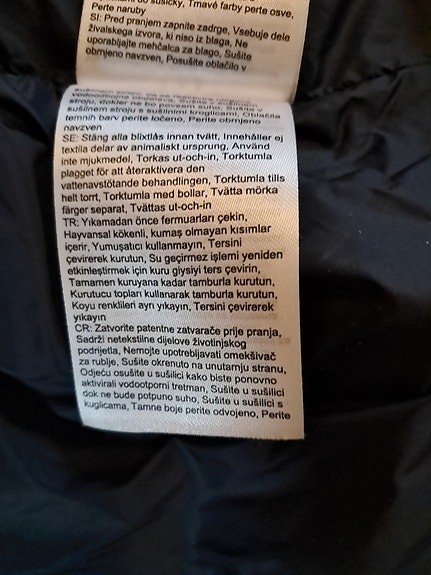 do sušičky, Tmavé farby perte osve,
Perte naruby
SI: Pred pranjem zapnite zadrge, Vsebuje dele
živalskega izvora, ki niso iz blaga, Ne
uporabljajte mehčalca za blago, Sušite
obrnjeno navzven, Posušite oblačilo v
stroju, dokler ne bo povsem suho, Sušite v
sušilnem stroju s sušilnimi kroglicami, Oblačila
temnih barv perite ločeno, Perite obrnjeno
navzven
SE: Stäng alla blixtlås innan tvätt, Innehåller ej
textila delar av animaliskt ursprung, Använd
inte mjukmedel, Torkas ut-och-in, Torktumla
plagget för att återaktivera den
vattenavstötande behandlingen, Torktumla tills
helt torrt, Torktumla med bollar, Tvätta mörka
färger separat, Tvättas ut-och-in
TR: Yıkamadan önce fermuarları çekin,
Hayvansal kökenli, kumaş olmayan kısımlar
içerir, Yumuşatıcı kullanmayın, Tersini
çevirerek kurutun, Su geçirmez işlemi yeniden
etkinleştirmek için kuru giysiyi ters çevirin,
Tamamen kuruyana kadar tamburla kurutun,
Kurutucu topları kullanarak tamburla kurutun,
Koyu renklileri ayrı yıkayın, Tersini çevirerek
yıkayın
CR: Zatvorite patentne zatvarače prije pranja,
Sadrži netekstilne dijelove životinjskog
podrijetla, Nemojte upotrebljavati omekšivač
za rublje, Sušite okrenuto na unutarnju stranu,
Odjeću osušite u sušilici kako biste ponovno
aktivirali vodootporni tretman, Sušite u sušilici
dok ne bude potpuno suho, Sušite u sušilici s
kuglicama, Tamne boje perite odvojeno, Perite